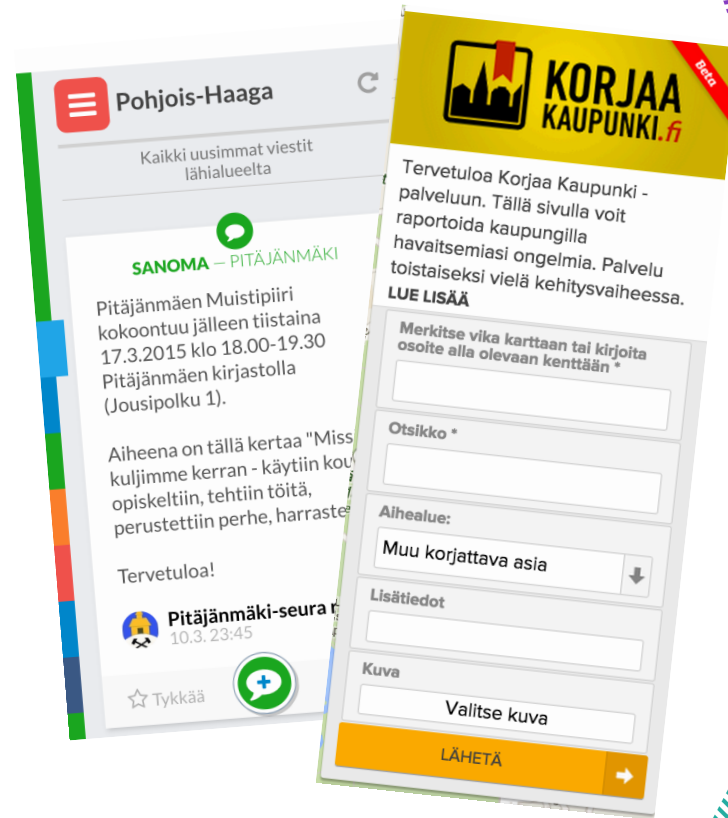 Pohjois-Haaga
Kaikki uusimmat viestit
lähialueelta
SANOMA – PITÄJÄNMÄKI
Pitäjänmäen Muistipiiri
kokoontuu jälleen tiistaina
17.3.2015 klo 18.00-19.30
Pitäjänmäen kirjastolla
(Jousipolku 1).
Aiheena on tällä kertaa "Miss
kuljimme kerran - käytiin kou
opiskeltiin, tehtiin töitä,
perustettiin perhe, harraste
Tervetuloa!
Pitäjänmäki-seura r
10.3. 23:45
Tykkää
Beta
KORJAA
KAUPUNKI.fi
Tervetuloa Korjaa Kaupunki -
palveluun. Tällä sivulla voit
raportoida kaupungilla
havaitsemiasi ongelmia. Palvelu
toistaiseksi vielä kehitysvaiheessa.
LUE LISÄÄ
Merkitse vika karttaan tai kirjoita
osoite alla olevaan kenttään *
Otsikko *
Aihealue:
Muu korjattava asia
Lisätiedot
Kuva
Valitse kuva
LÄHETÄ